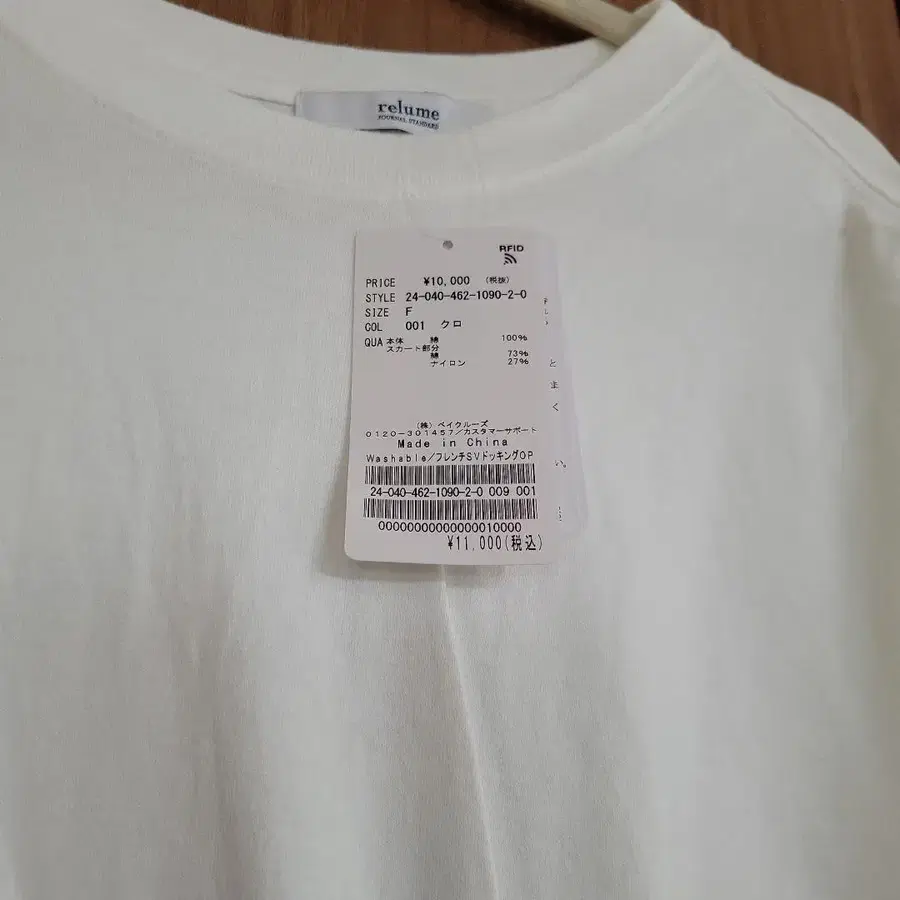 relume
JOURNAL STANDARD
RFID
PRICE ¥10,000 (税抜)
STYLE 24-040-462-1090-2-0
SIZE F
COL 001 クロ
QUA 本体 綿 100%
スカート部分
綿 73%
ナイロン 27%
(株) ベイクルーズ
0120-301457/カスタマーサポート
Made in China
Washable/フレンチSVドッキングOP
24-040-462-1090-2-0 009 001
00000000000000010000
¥11,000(税込)
と
ま
く
い。